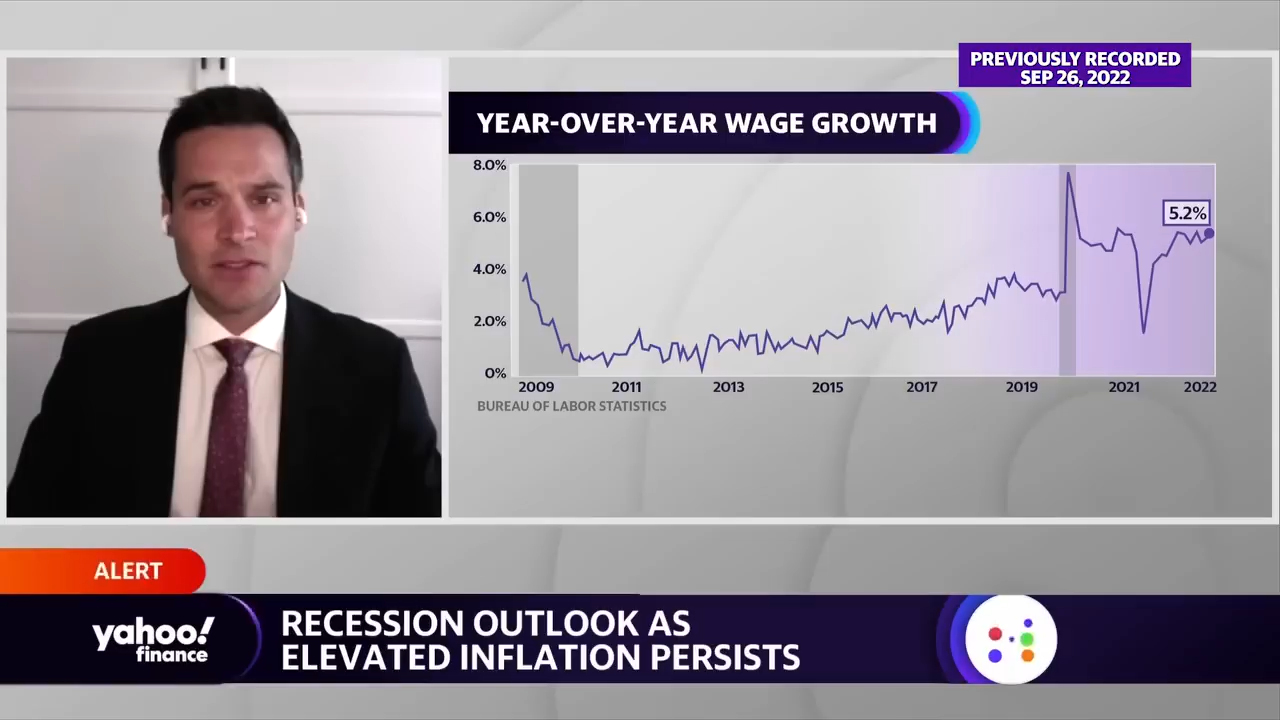 PREVIOUSLY RECORDED
SEP 26, 2022
YEAR-OVER-YEAR WAGE GROWTH
8.0%
6.0%
4.0%
2.0%
0%
5.2%
2009 2011 2013 2015 2017 2019 2021 2022
BUREAU OF LABOR STATISTICS
ALERT
yahoo!
finance
RECESSION OUTLOOK AS
ELEVATED INFLATION PERSISTS